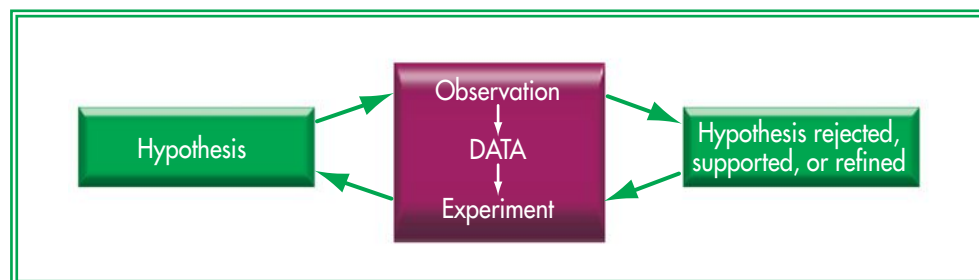 Hypothesis
Observation
DATA
Experiment
Hypothesis rejected,
supported, or refined